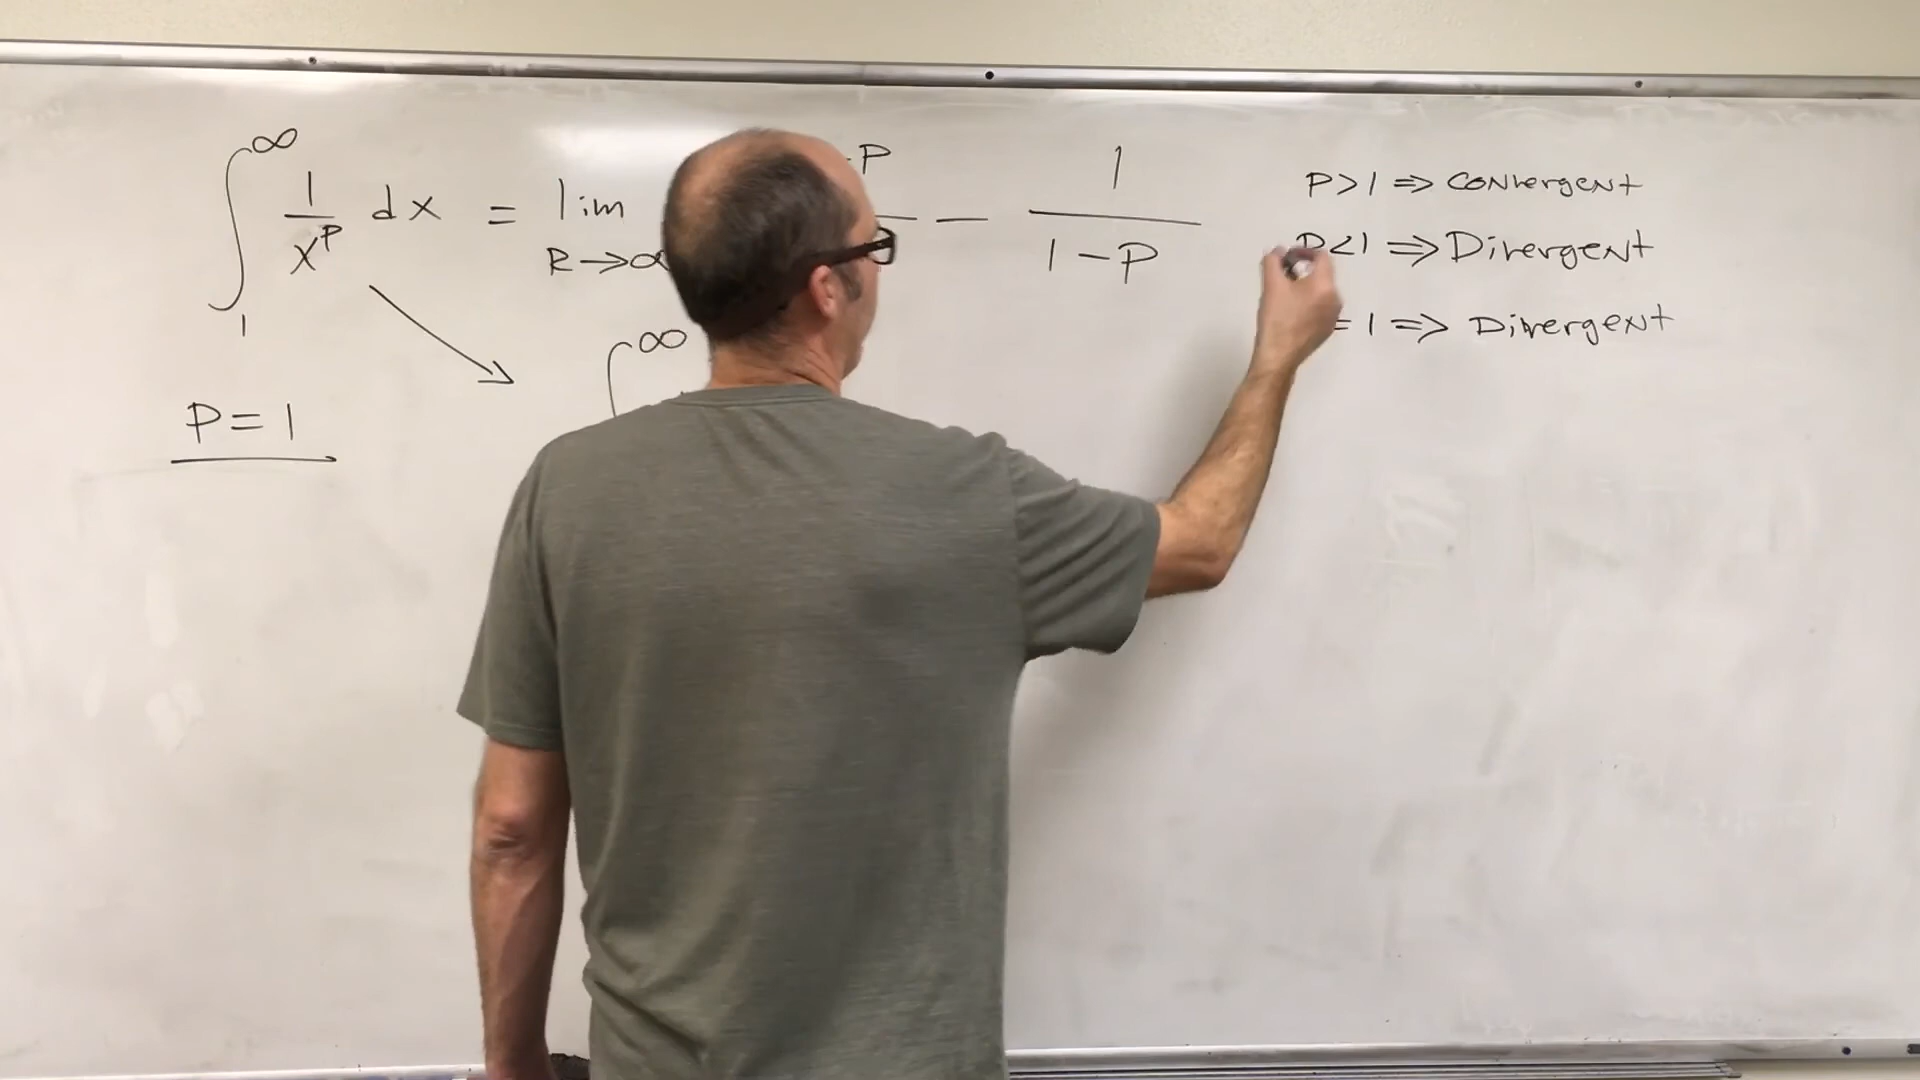 ∫₁^∞ 1/x^p dx = lim R→∞ -P — 1/(1-P)
P>1 ⇒ Convergent
P<1 ⇒ Divergent
= 1 ⇒ Divergent
∫^∞
P=1